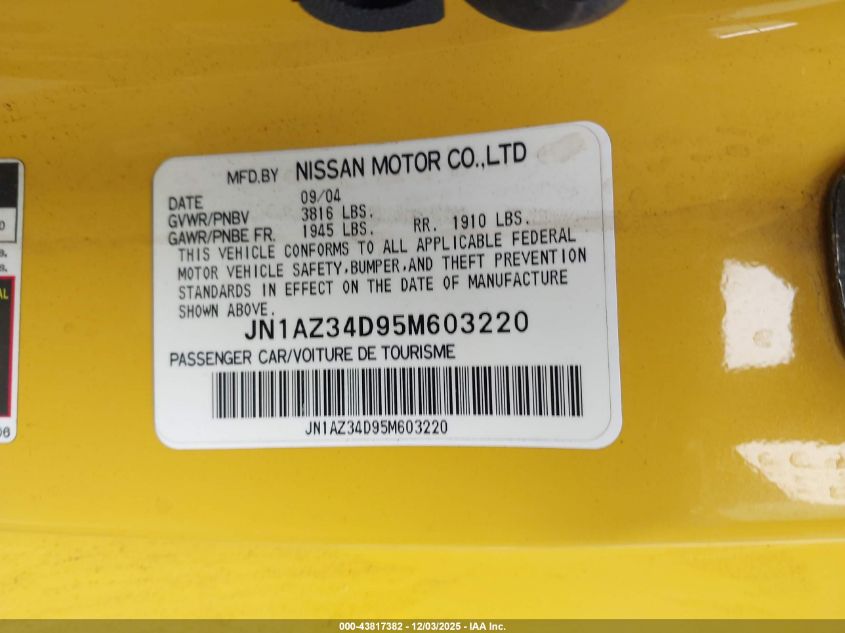 MFD.BY NISSAN MOTOR CO.,LTD
DATE 09/04
GVWR/PNBV 3816 LBS.
GAWR/PNBE FR. 1945 LBS. RR. 1910 LBS.
THIS VEHICLE CONFORMS TO ALL APPLICABLE FEDERAL
MOTOR VEHICLE SAFETY,BUMPER,AND THEFT PREVENTION
STANDARDS IN EFFECT ON THE DATE OF MANUFACTURE
SHOWN ABOVE.
JN1AZ34D95M603220
PASSENGER CAR/VOITURE DE TOURISME
JN1AZ34D95M603220
000-43817382 - 12/03/2025 - IAA Inc.